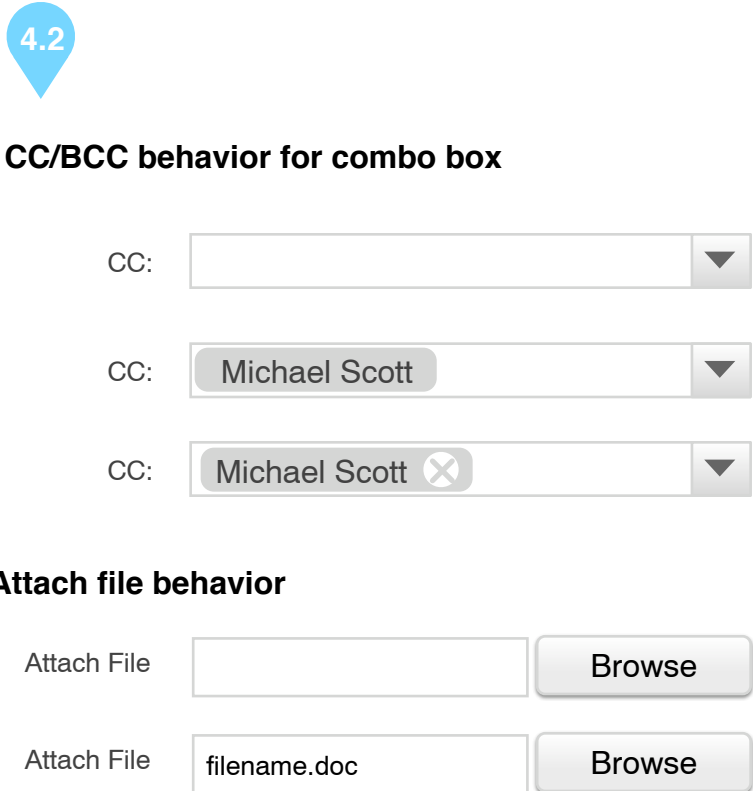 4.2
CC/BCC behavior for combo box
CC:
CC: Michael Scott
CC: Michael Scott
Attach file behavior
Attach File Browse
Attach File filename.doc Browse